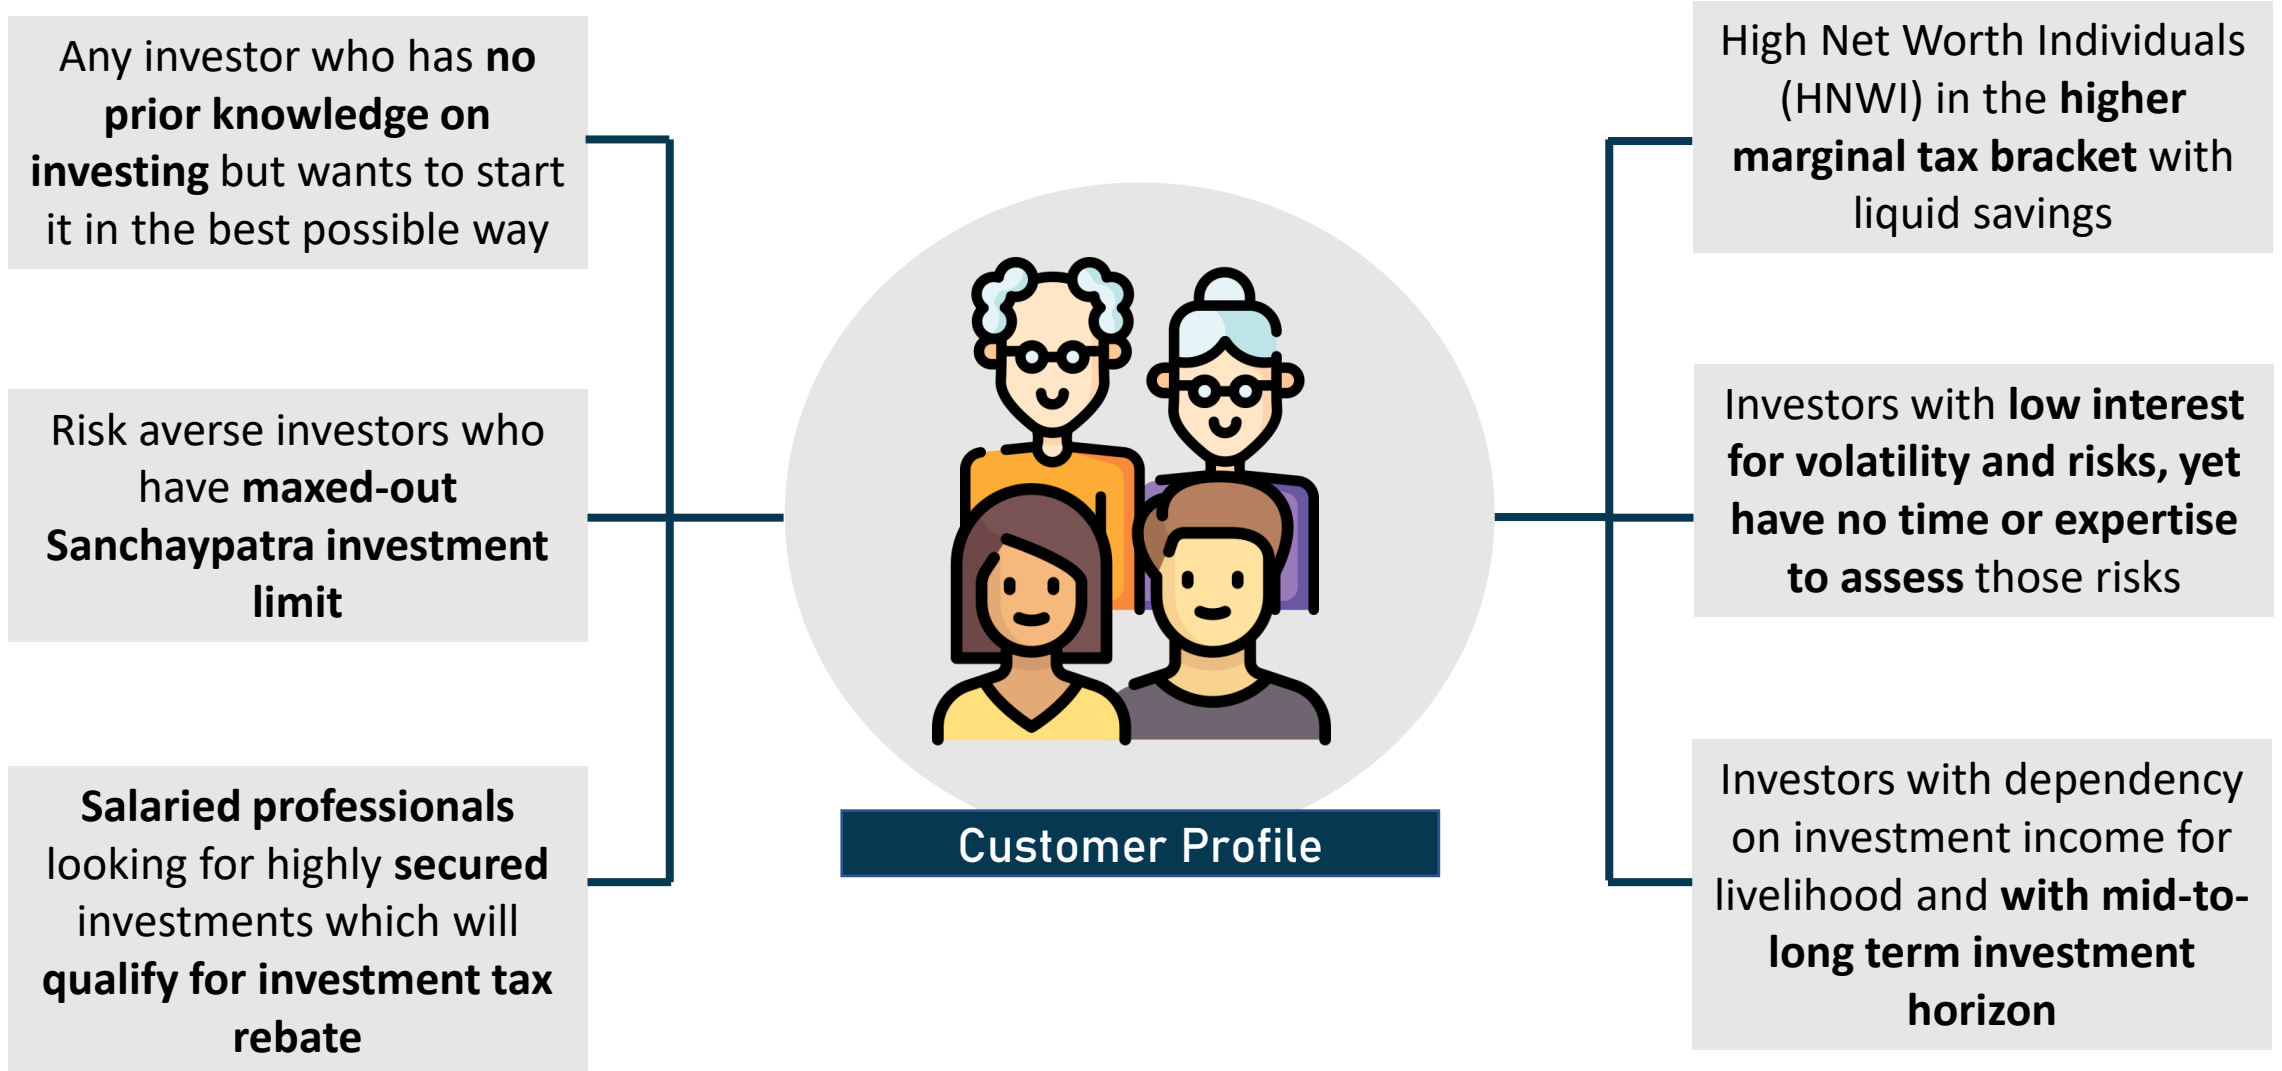 Any investor who has no
prior knowledge on
investing but wants to start
it in the best possible way
Risk averse investors who
have maxed-out
Sanchaypatra investment
limit
Salaried professionals
looking for highly secured
investments which will
qualify for investment tax
rebate
Customer Profile
High Net Worth Individuals
(HNWI) in the higher
marginal tax bracket with
liquid savings
Investors with low interest
for volatility and risks, yet
have no time or expertise
to assess those risks
Investors with dependency
on investment income for
livelihood and with mid-to-
long term investment
horizon